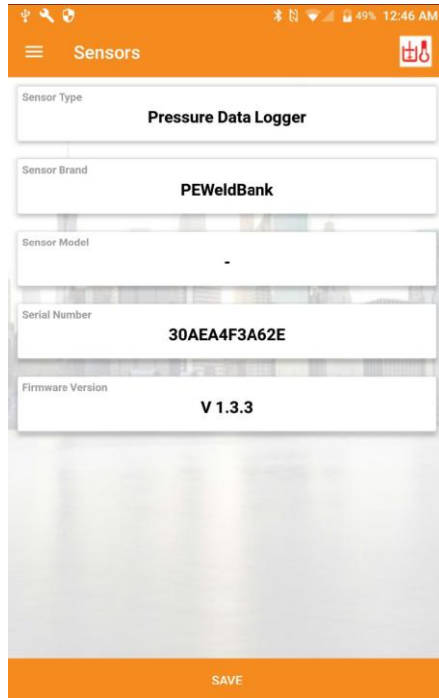 49% 12:46 AM
Sensors
Sensor Type
Pressure Data Logger
Sensor Brand
PEWeldBank
Sensor Model
-
Serial Number
30AEA4F3A62E
Firmware Version
V 1.3.3
SAVE